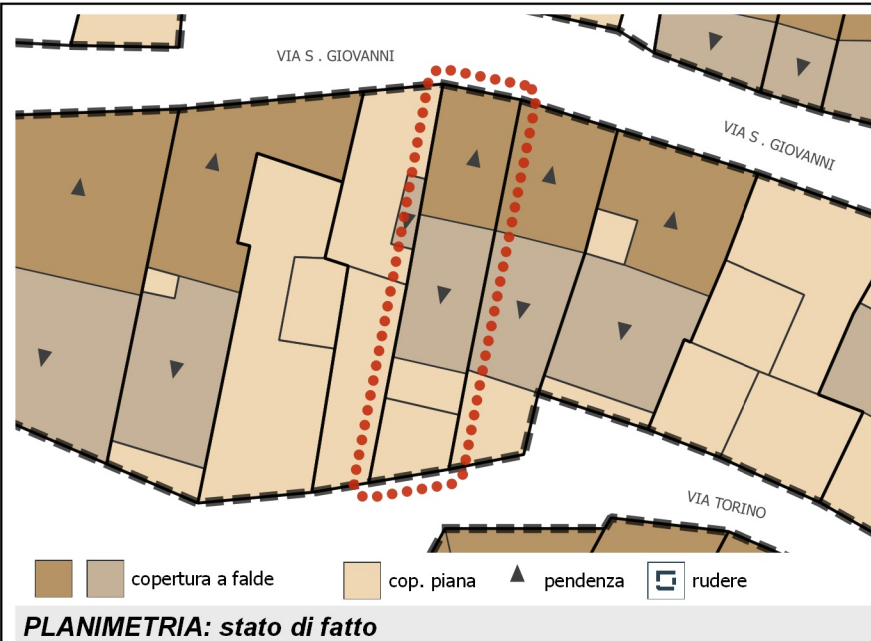 VIA S . GIOVANNI
VIA S . GIOVANNI
VIA TORINO
copertura a falde
cop. piana
pendenza
rudere
PLANIMETRIA: stato di fatto